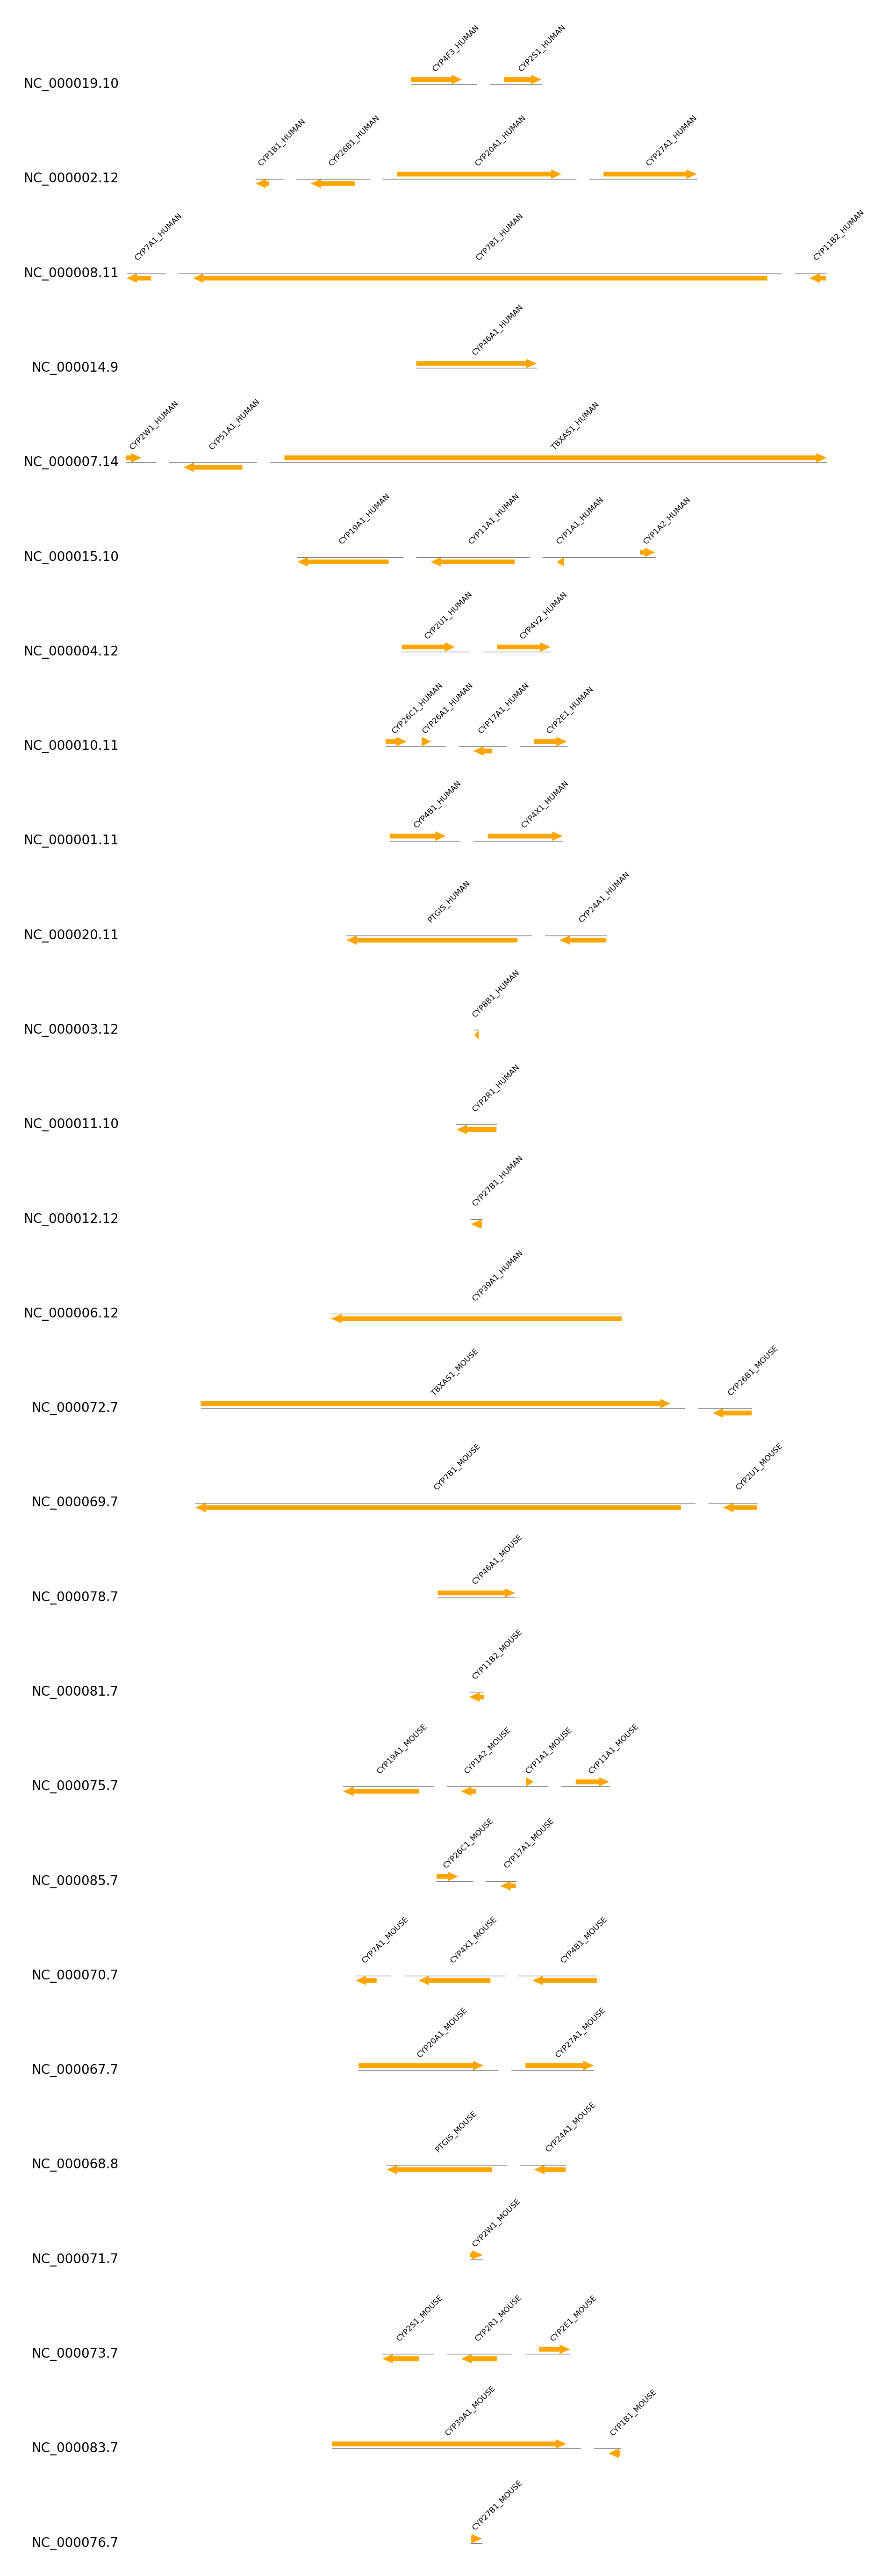 CYP4F3_HUMAN CYP2S1_HUMAN
NC_000019.10
CYP1B1_HUMAN CYP26B1_HUMAN CYP20A1_HUMAN CYP27A1_HUMAN
NC_000002.12
CYP7A1_HUMAN CYP7B1_HUMAN CYP11B2_HUMAN
NC_000008.11
CYP46A1_HUMAN
NC_000014.9
CYP2W1_HUMAN CYP51A1_HUMAN TBXAS1_HUMAN
NC_000007.14
CYP19A1_HUMAN CYP11A1_HUMAN CYP1A1_HUMAN CYP1A2_HUMAN
NC_000015.10
CYP2U1_HUMAN CYP4V2_HUMAN
NC_000004.12
CYP26C1_HUMAN CYP26A1_HUMAN CYP17A1_HUMAN CYP2E1_HUMAN
NC_000010.11
CYP4B1_HUMAN CYP4X1_HUMAN
NC_000001.11
PTGIS_HUMAN CYP24A1_HUMAN
NC_000020.11
CYP8B1_HUMAN
NC_000003.12
CYP2R1_HUMAN
NC_000011.10
CYP27B1_HUMAN
NC_000012.12
CYP39A1_HUMAN
NC_000006.12
TBXAS1_MOUSE CYP26B1_MOUSE
NC_000072.7
CYP7B1_MOUSE CYP2U1_MOUSE
NC_000069.7
CYP46A1_MOUSE
NC_000078.7
CYP11B2_MOUSE
NC_000081.7
CYP19A1_MOUSE CYP1A2_MOUSE CYP1A1_MOUSE CYP11A1_MOUSE
NC_000075.7
CYP26C1_MOUSE CYP17A1_MOUSE
NC_000085.7
CYP7A1_MOUSE CYP4X1_MOUSE CYP4B1_MOUSE
NC_000070.7
CYP20A1_MOUSE CYP27A1_MOUSE
NC_000067.7
PTGIS_MOUSE CYP24A1_MOUSE
NC_000068.8
CYP2W1_MOUSE
NC_000071.7
CYP2S1_MOUSE CYP2R1_MOUSE CYP2E1_MOUSE
NC_000073.7
CYP39A1_MOUSE CYP1B1_MOUSE
NC_000083.7
CYP27B1_MOUSE
NC_000076.7